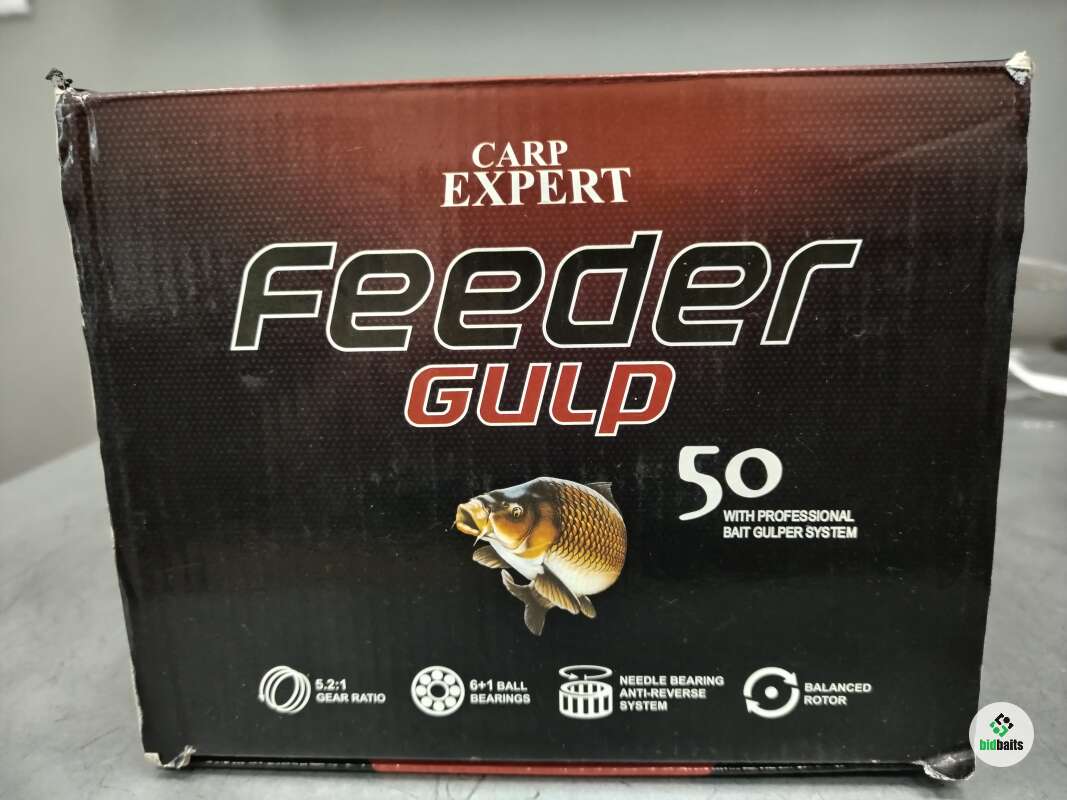 CARP
EXPERT
Feeder
GULP
50
WITH PROFESSIONAL
BAIT GULPER SYSTEM
5.2:1
GEAR RATIO
6+1 BALL
BEARINGS
NEEDLE BEARING
ANTI-REVERSE
SYSTEM
BALANCED
ROTOR
bidbaits